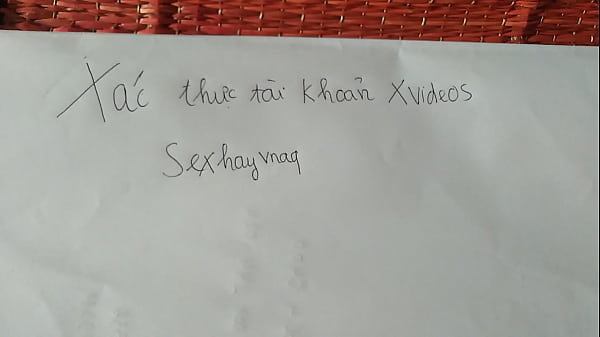 Xác thực tài khoản Xvideos
Sexhayvnaq